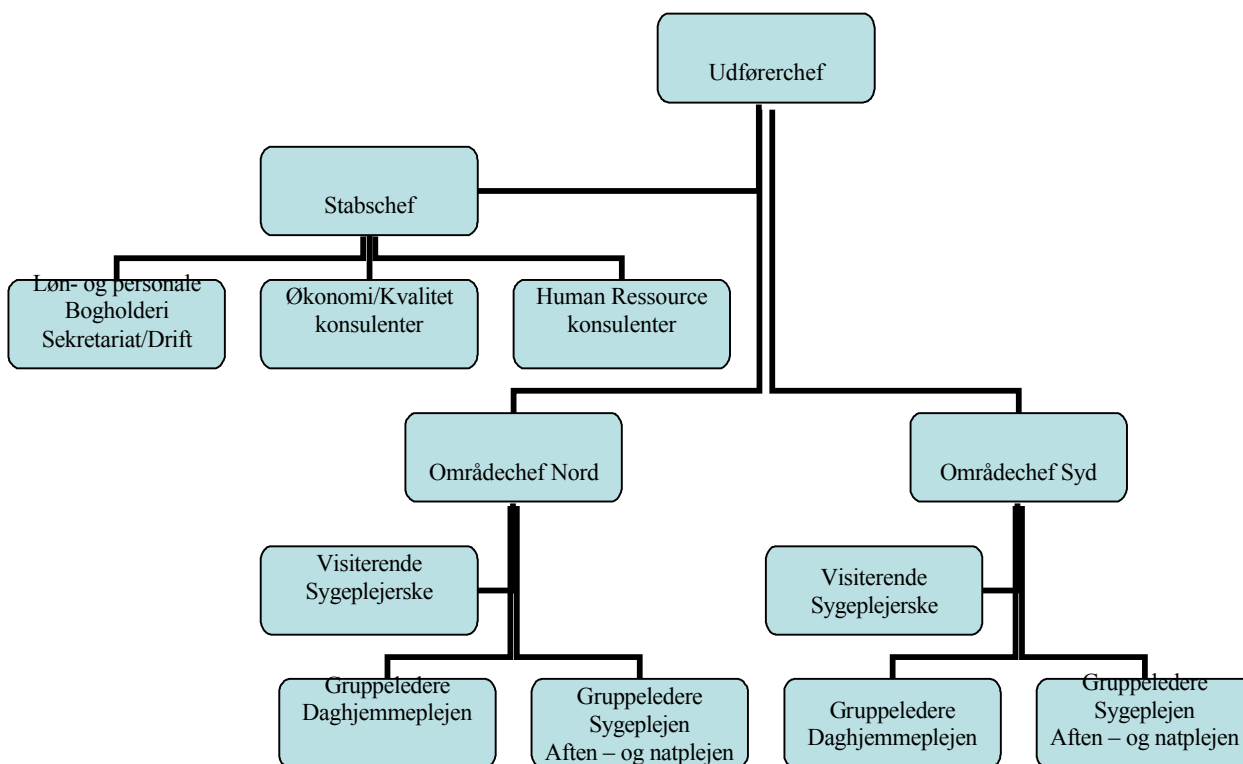 Udførerchef
Stabschef
Løn- og personale
Bogholderi
Sekretariat/Drift
Økonomi/Kvalitet
konsulenter
Human Ressource
konsulenter
Områdechef Nord
Områdechef Syd
Visiterende
Sygeplejerske
Visiterende
Sygeplejerske
Gruppeledere
Daghjemmeplejen
Gruppeledere
Sygeplejen
Aften – og natplejen
Gruppeledere
Daghjemmeplejen
Gruppeledere
Sygeplejen
Aften – og natplejen